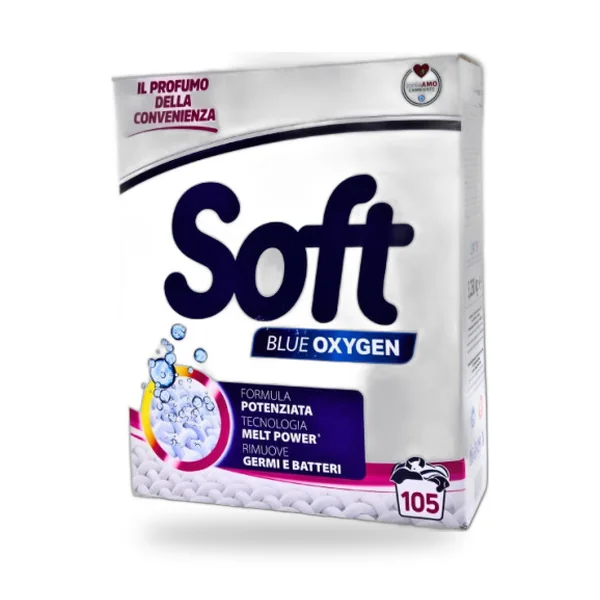 IL PROFUMO
DELLA
CONVENIENZA
Soft
BLUE OXYGEN
FORMULA
POTENZIATA
TECNOLOGIA
MELT POWER*
RIMUOVE
GERMI E BATTERI
105